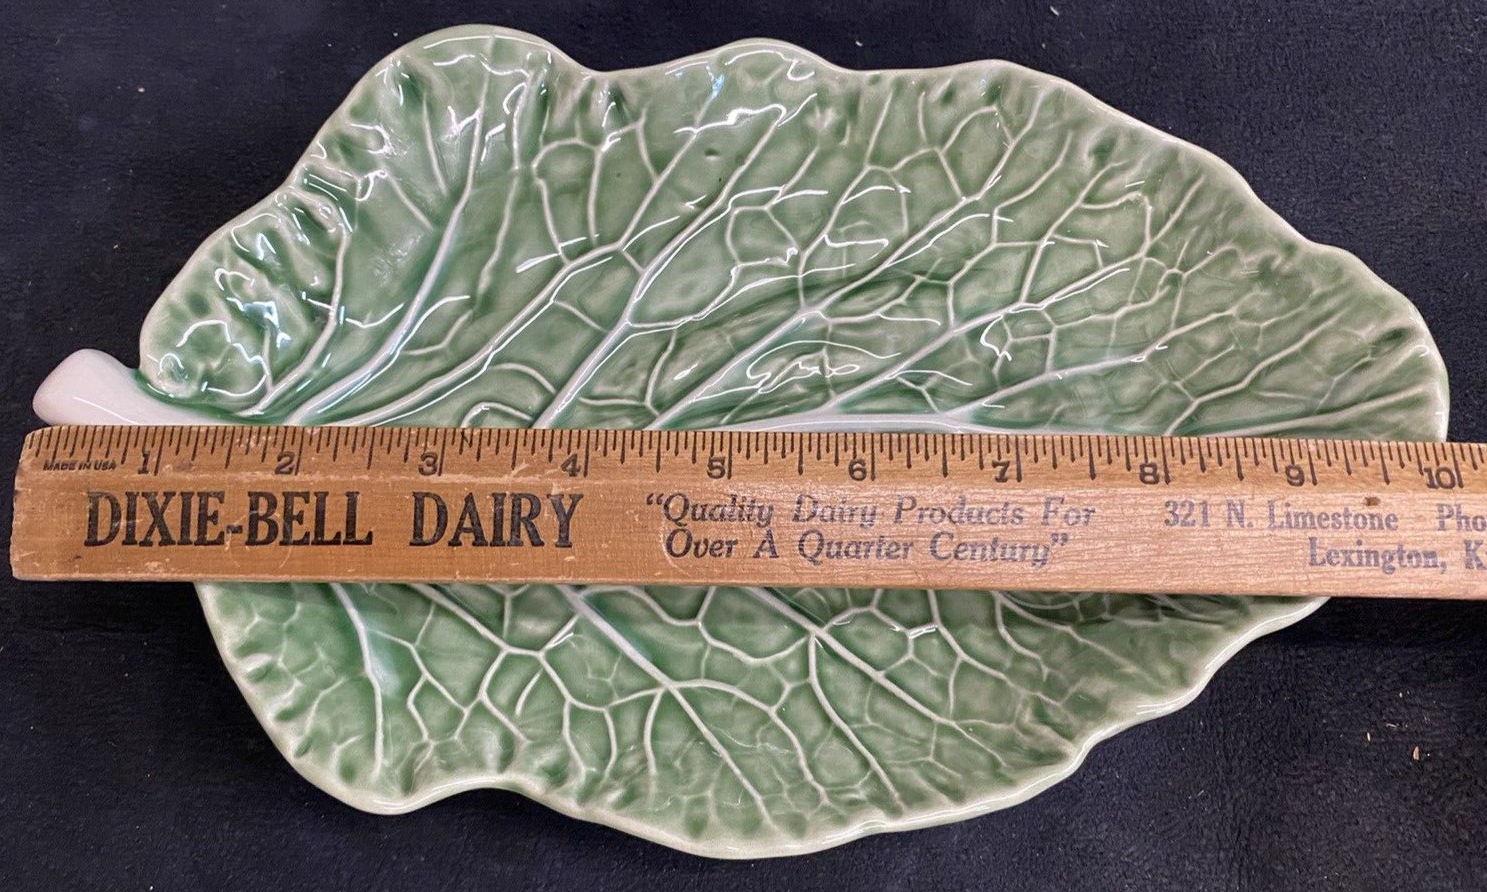 1 2 3 4 5 6 7 8 9 10
MADE IN USA
DIXIE-BELL DAIRY "Quality Dairy Products For 321 N. Limestone Pho
Over A Quarter Century" Lexington, K